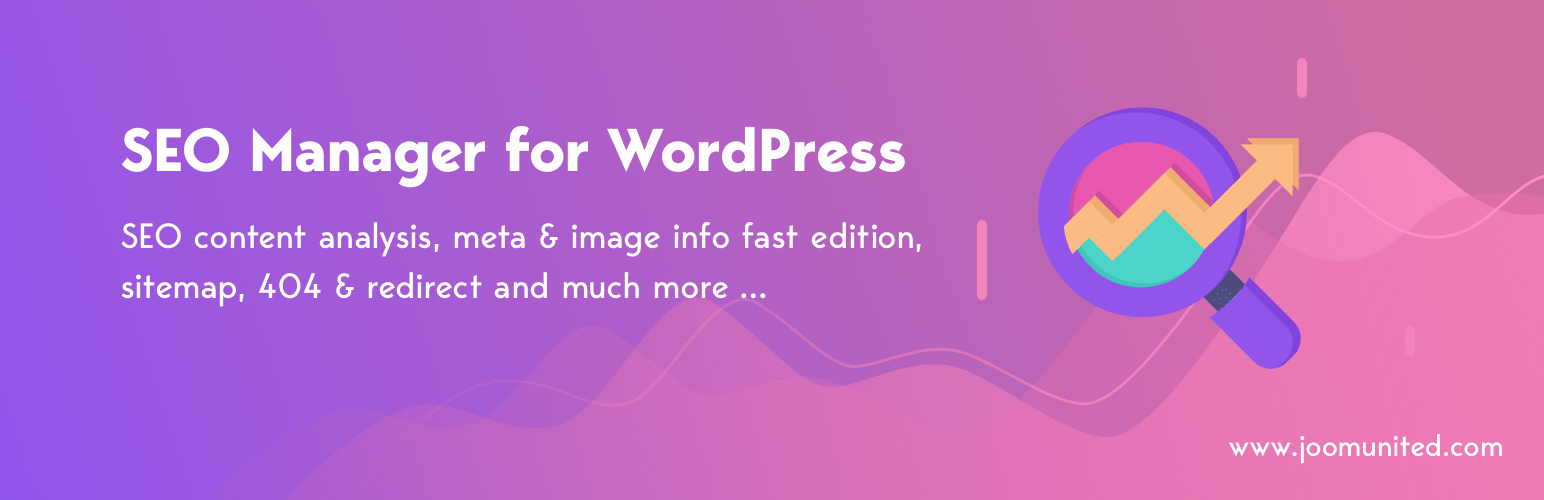 SEO Manager for WordPress
SEO content analysis, meta & image info fast edition,
sitemap, 404 & redirect and much more ...
www.joomunited.com